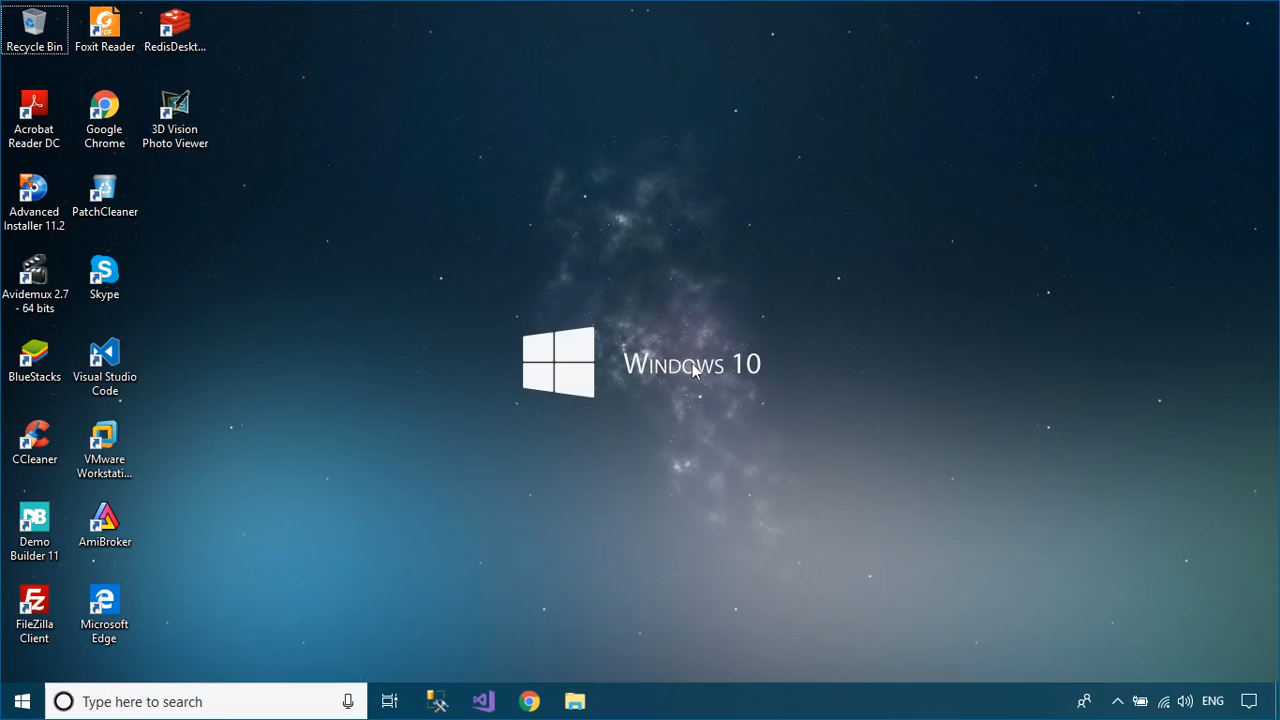 Recycle Bin
Foxit Reader
RedisDeskt...
Acrobat
Reader DC
Google
Chrome
3D Vision
Photo Viewer
Advanced
Installer 11.2
PatchCleaner
Avidemux 2.7
- 64 bits
Skype
BlueStacks
Visual Studio
Code
WINDOWS 10
CCleaner
VMware
Workstati...
Demo
Builder 11
AmiBroker
FileZilla
Client
Microsoft
Edge
Type here to search
ENG